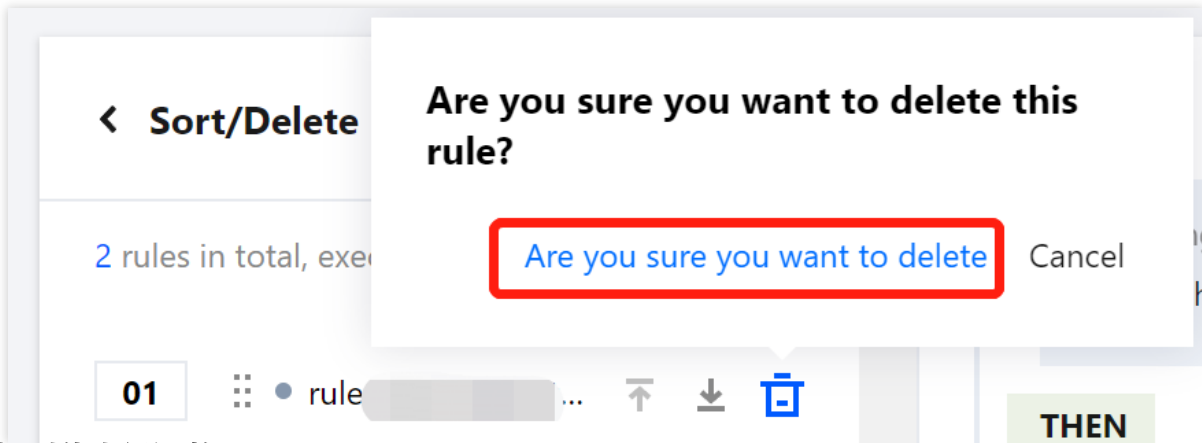 Sort/Delete
Are you sure you want to delete this
rule?
2 rules in total,
Are you sure you want to delete
Cancel
01
rule
...
THEN